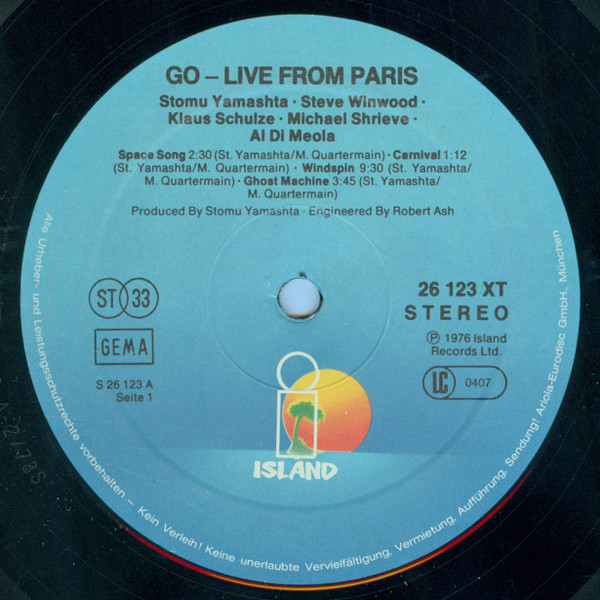 GO – LIVE FROM PARIS
Stomu Yamashta · Steve Winwood ·
Klaus Schulze · Michael Shrieve ·
Al Di Meola
Space Song 2:30 (St. Yamashta/M. Quartermain) · Carnival 1:12
(St. Yamashta/M. Quartermain) · Windspin 9:30 (St. Yamashta/
M. Quartermain) · Ghost Machine 3:45 (St. Yamashta/
M. Quartermain)
Produced By Stomu Yamashta · Engineered By Robert Ash
ST 33
GEMA
S 26 123 A
Seite 1
26 123 XT
STEREO
Ⓟ 1976 Island
Records Ltd.
LC 0407
ISLAND
Alle Urheber- und Leistungsschutzrechte vorbehalten – Kein Verleih! Keine unerlaubte Vervielfältigung, Vermietung, Aufführung, Sendung! Ariola-Eurodisc GmbH., München